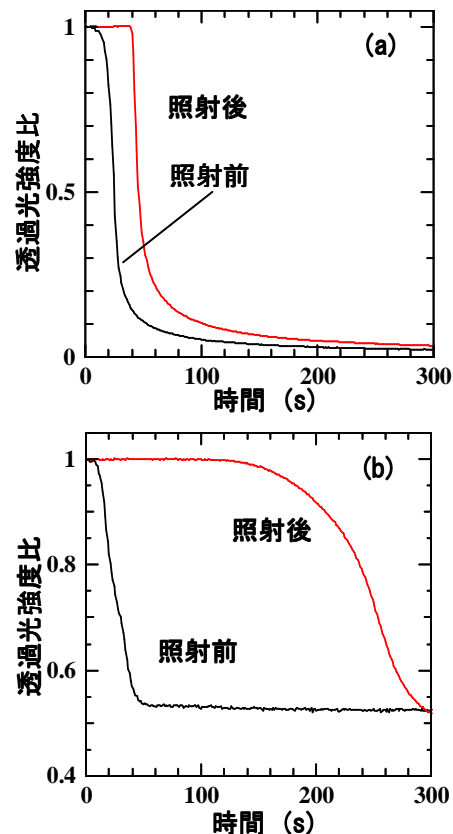 (a)
1
照射後
照射前
0.5
0
透過光強度比
0 100 200 300
時間 (s)
(b)
1
照射後
0.8
照射前
0.6
0.4
透過光強度比
0 100 200 300
時間 (s)